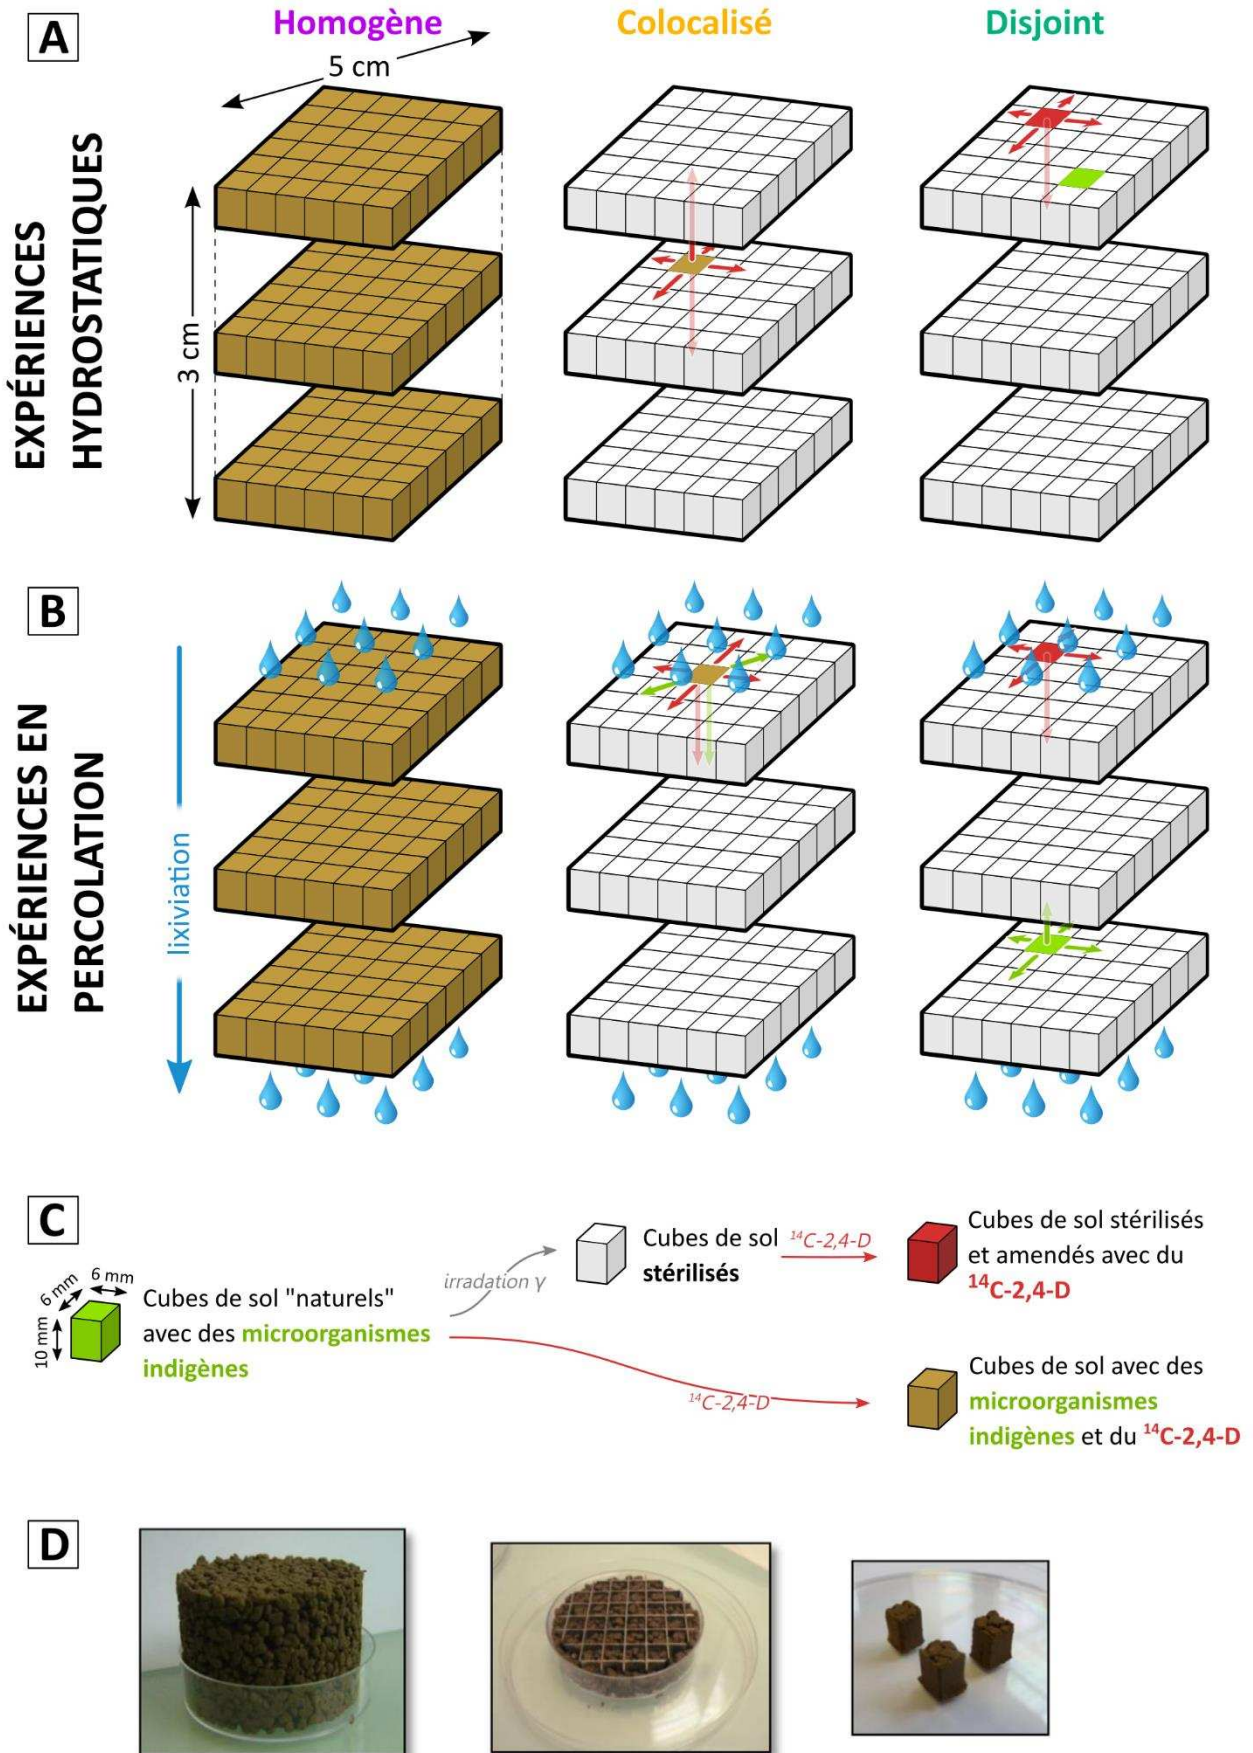 A
Homogène
Colocalisé
Disjoint
5 cm
EXPÉRIENCES
HYDROSTATIQUES
3 cm
B
EXPÉRIENCES EN
PERCOLATION
lixiviation
C
6 mm
6 mm
10 mm
Cubes de sol "naturels"
avec des microorganismes
indigènes
irradation γ
Cubes de sol
stérilisés
¹⁴C-2,4-D
Cubes de sol stérilisés
et amendés avec du
¹⁴C-2,4-D
¹⁴C-2,4-D
Cubes de sol avec des
microorganismes
indigènes et du ¹⁴C-2,4-D
D